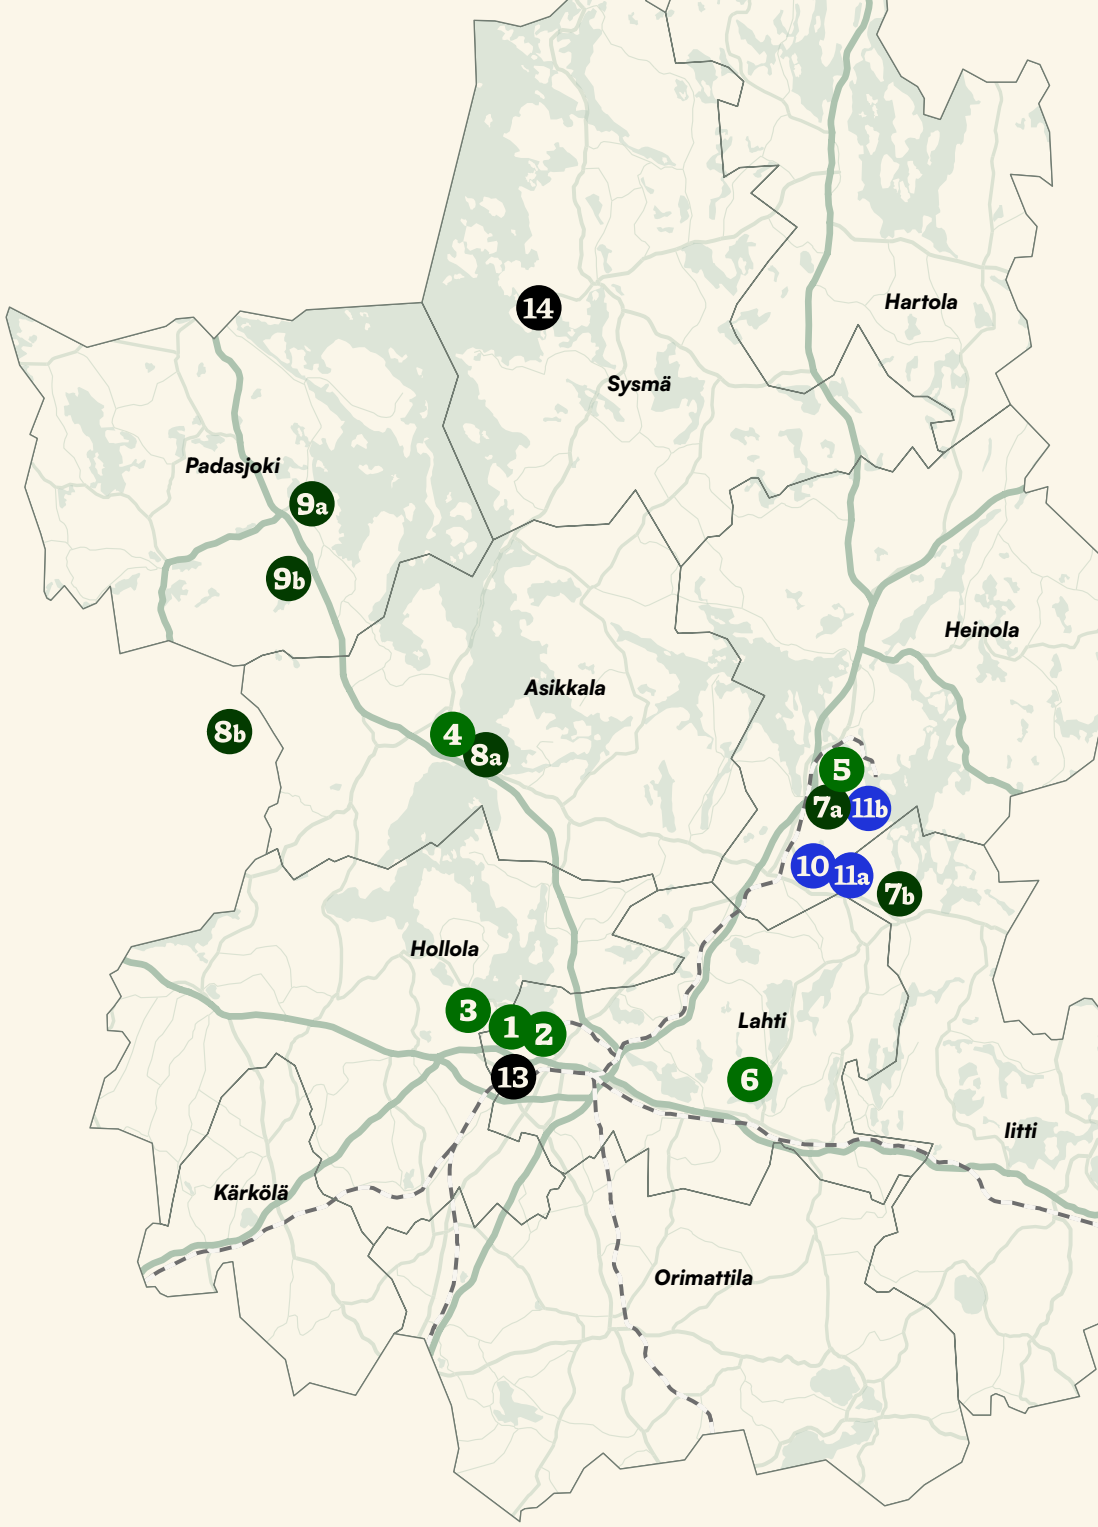 Hartola
14
Sysmä
Padasjoki
9a
9b
Heinola
Asikkala
8b
4
8a
5
7a
11b
10
11a
7b
Hollola
3
1
2
Lahti
13
6
Iitti
Kärkölä
Orimattila